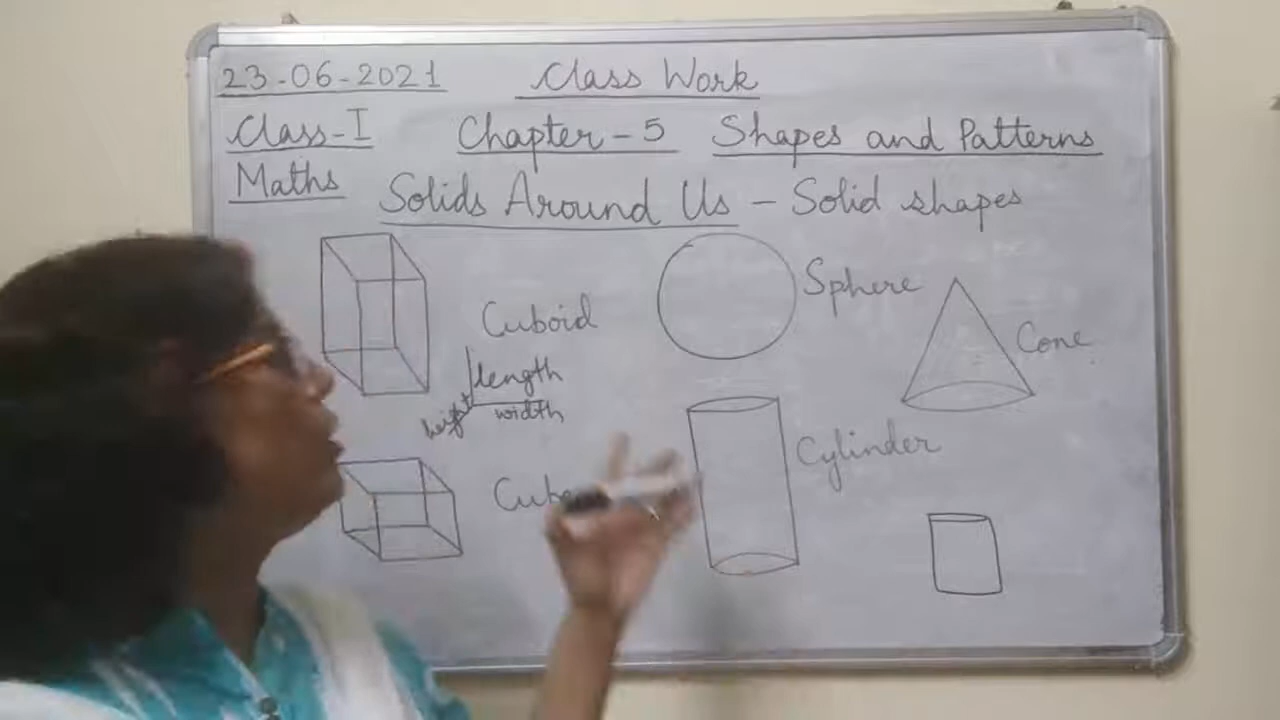 23-06-2021 Class Work
Class-I Chapter-5 Shapes and Patterns
Maths
Solids Around Us - Solid shapes
Cuboid
length
width
Sphere
Cone
Cylinder